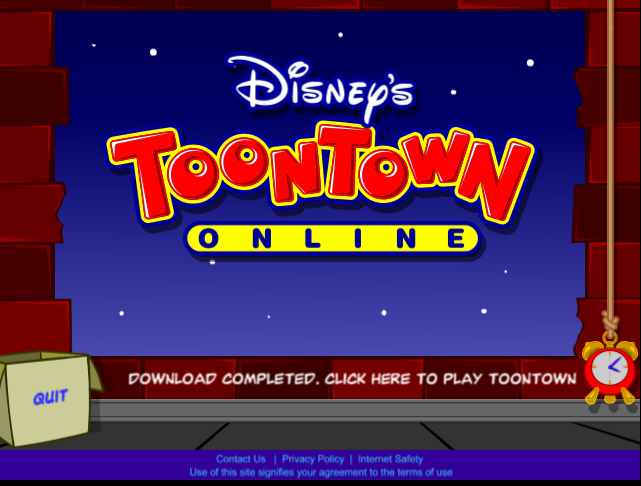 Disney's
TOONTOWN
ONLINE
DOWNLOAD COMPLETED. CLICK HERE TO PLAY TOONTOWN
QUIT
Contact Us | Privacy Policy | Internet Safety
Use of this site signifies your agreement to the terms of use